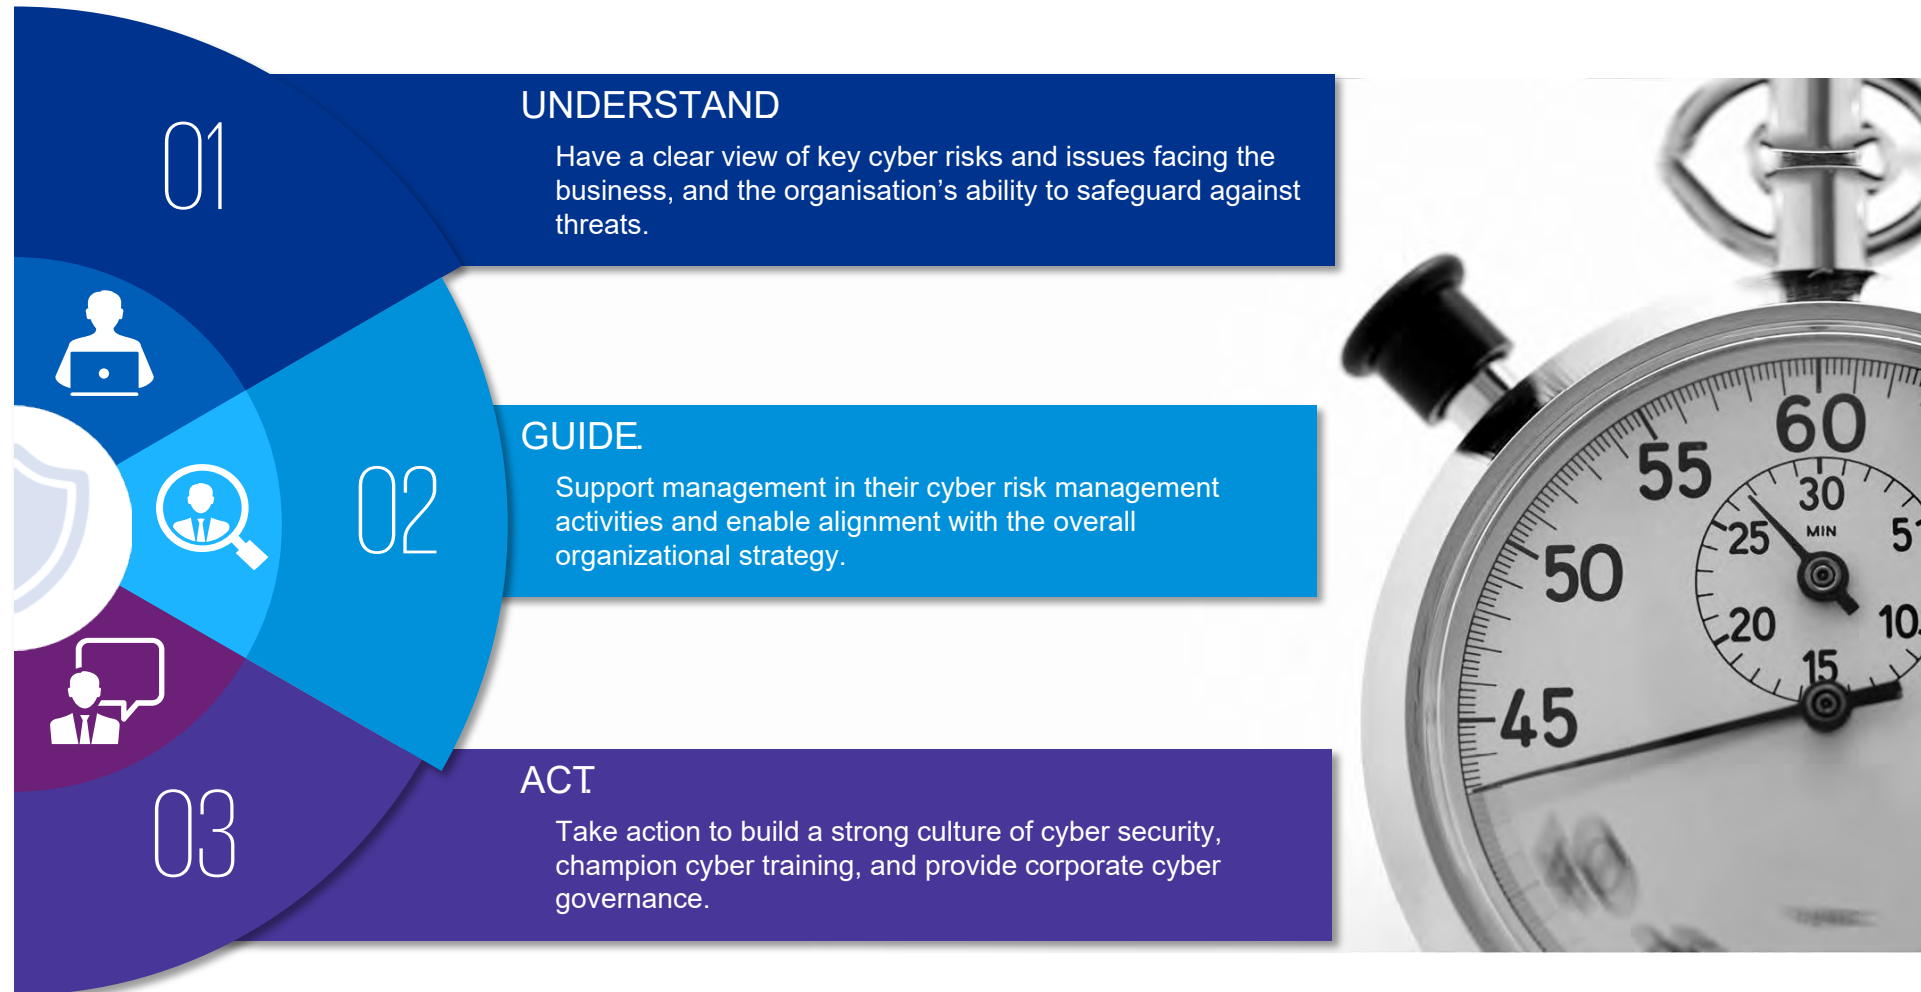 01
UNDERSTAND
Have a clear view of key cyber risks and issues facing the
business, and the organisation’s ability to safeguard against
threats.
02
GUIDE.
Support management in their cyber risk management
activities and enable alignment with the overall
organizational strategy.
03
ACT.
Take action to build a strong culture of cyber security,
champion cyber training, and provide corporate cyber
governance.
60
55
50
45
30
MIN
25
5
20
10
15